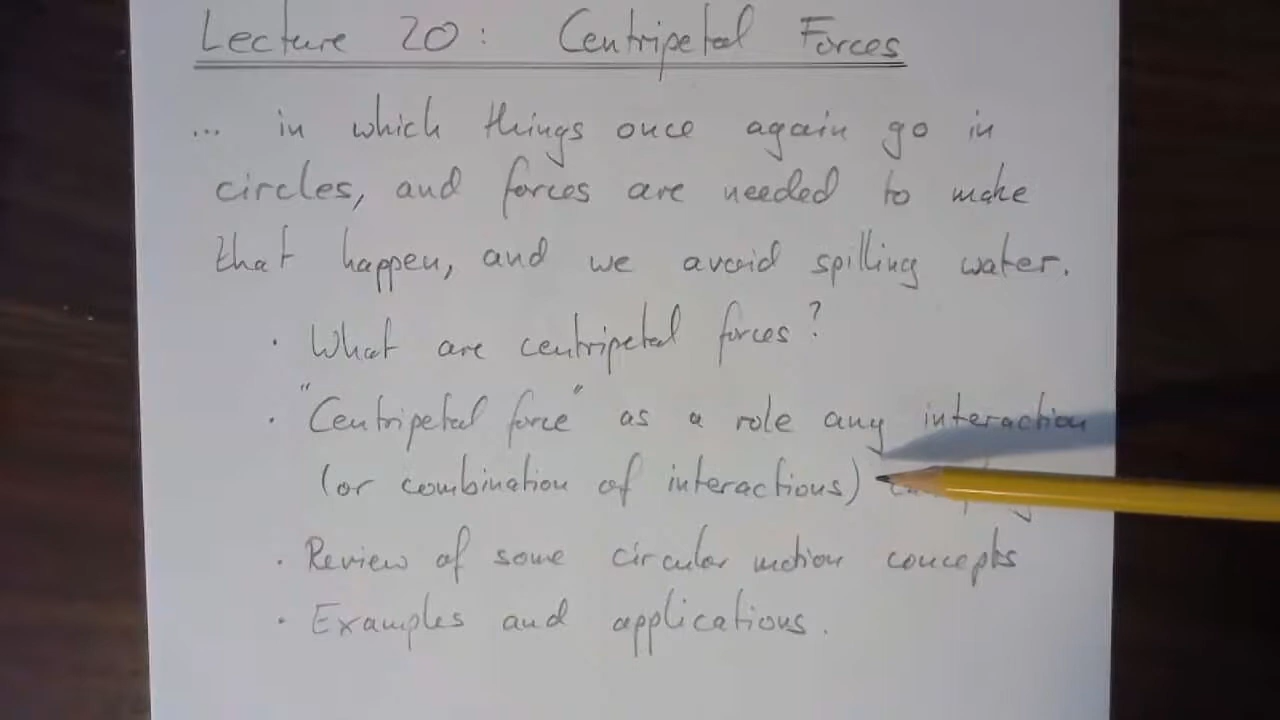 Lecture 20: Centripetal Forces
... in which things once again go in
circles, and forces are needed to make
that happen, and we avoid spilling water.
· What are centripetal forces?
· "Centripetal force" as a role any interaction
(or combination of interactions)
· Review of some circular motion concepts
· Examples and applications.